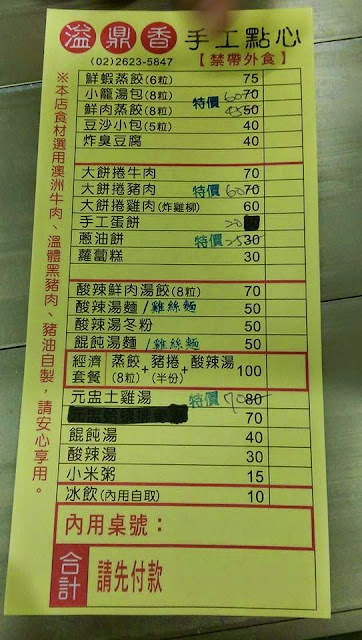 溢鼎香 手工點心
(02)2623-5847 【禁帶外食】
※本店食材選用澳洲牛肉、溫體黑豬肉、豬油自製，請安心享用。
鮮蝦蒸餃(6粒) 75
小籠湯包(8粒) 特價 60 70
鮮肉蒸餃(8粒) 45 50
豆沙小包(5粒) 40
炸臭豆腐 40
大餅捲牛肉 70
大餅捲豬肉 特價 60 70
大餅捲雞肉(炸雞柳) 60
手工蛋餅 20
蔥油餅 特價 25 30
蘿蔔糕 30
酸辣鮮肉湯餃(8粒) 70
酸辣湯麵/雞絲麵 50
酸辣湯冬粉 50
餛飩湯麵/雞絲麵 50
經濟套餐 蒸餃(8粒)+豬捲(半份)+酸辣湯 100
元盅土雞湯 特價 70 80
70
餛飩湯 40
酸辣湯 30
小米粥 15
冰飲(內用自取) 10
內用桌號：
合計 請先付款